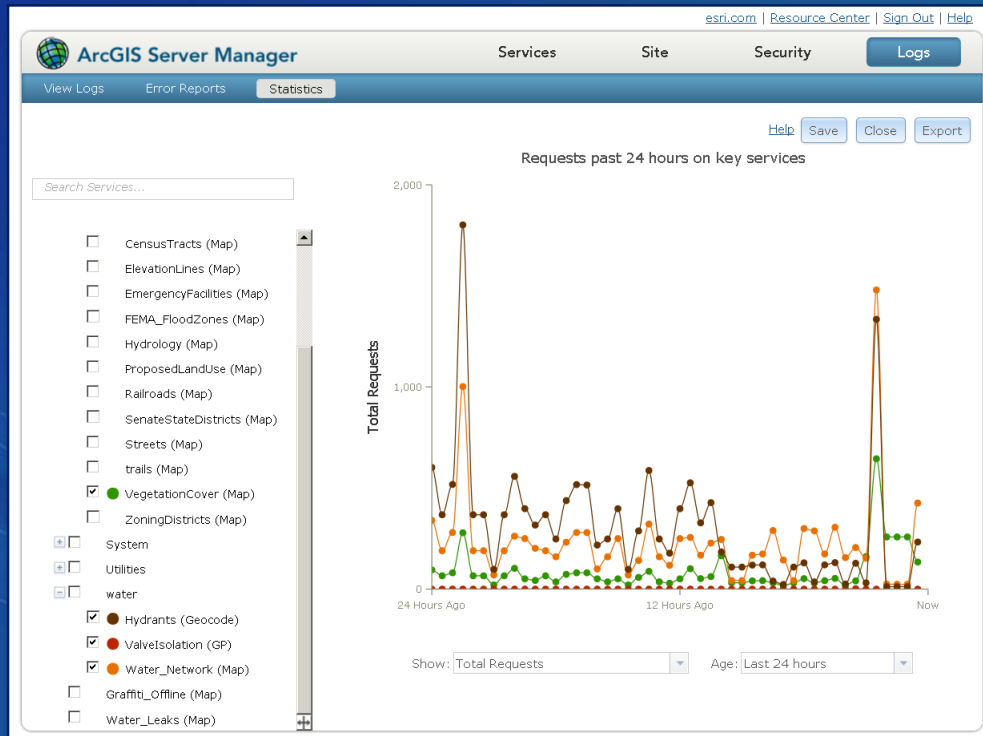 esri.com | Resource Center | Sign Out | Help
ArcGIS Server Manager
Services
Site
Security
Logs
View Logs
Error Reports
Statistics
Help
Save
Close
Export
Requests past 24 hours on key services
Search Services...
CensusTracts (Map)
ElevationLines (Map)
EmergencyFacilities (Map)
FEMA_FloodZones (Map)
Hydrology (Map)
ProposedLandUse (Map)
Railroads (Map)
SenateStateDistricts (Map)
Streets (Map)
trails (Map)
VegetationCover (Map)
ZoningDistricts (Map)
System
Utilities
water
Hydrants (Geocode)
ValveIsolation (GP)
Water_Network (Map)
Graffiti_Offline (Map)
Water_Leaks (Map)
Total Requests
2,000
1,000
0
24 Hours Ago
12 Hours Ago
Now
Show: Total Requests
Age: Last 24 hours